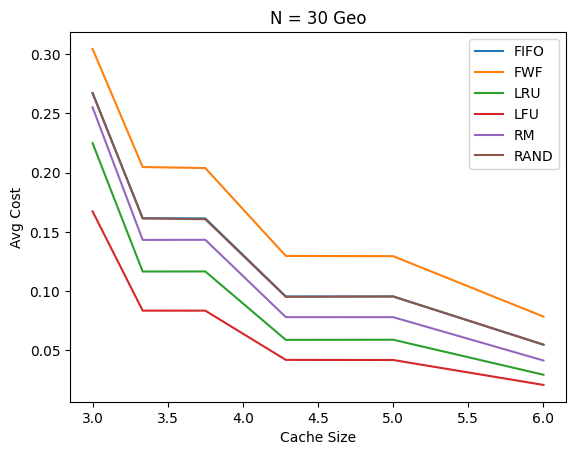 N = 30 Geo
FIFO
FWF
LRU
LFU
RM
RAND
Avg Cost
0.30
0.25
0.20
0.15
0.10
0.05
3.0 3.5 4.0 4.5 5.0 5.5 6.0
Cache Size